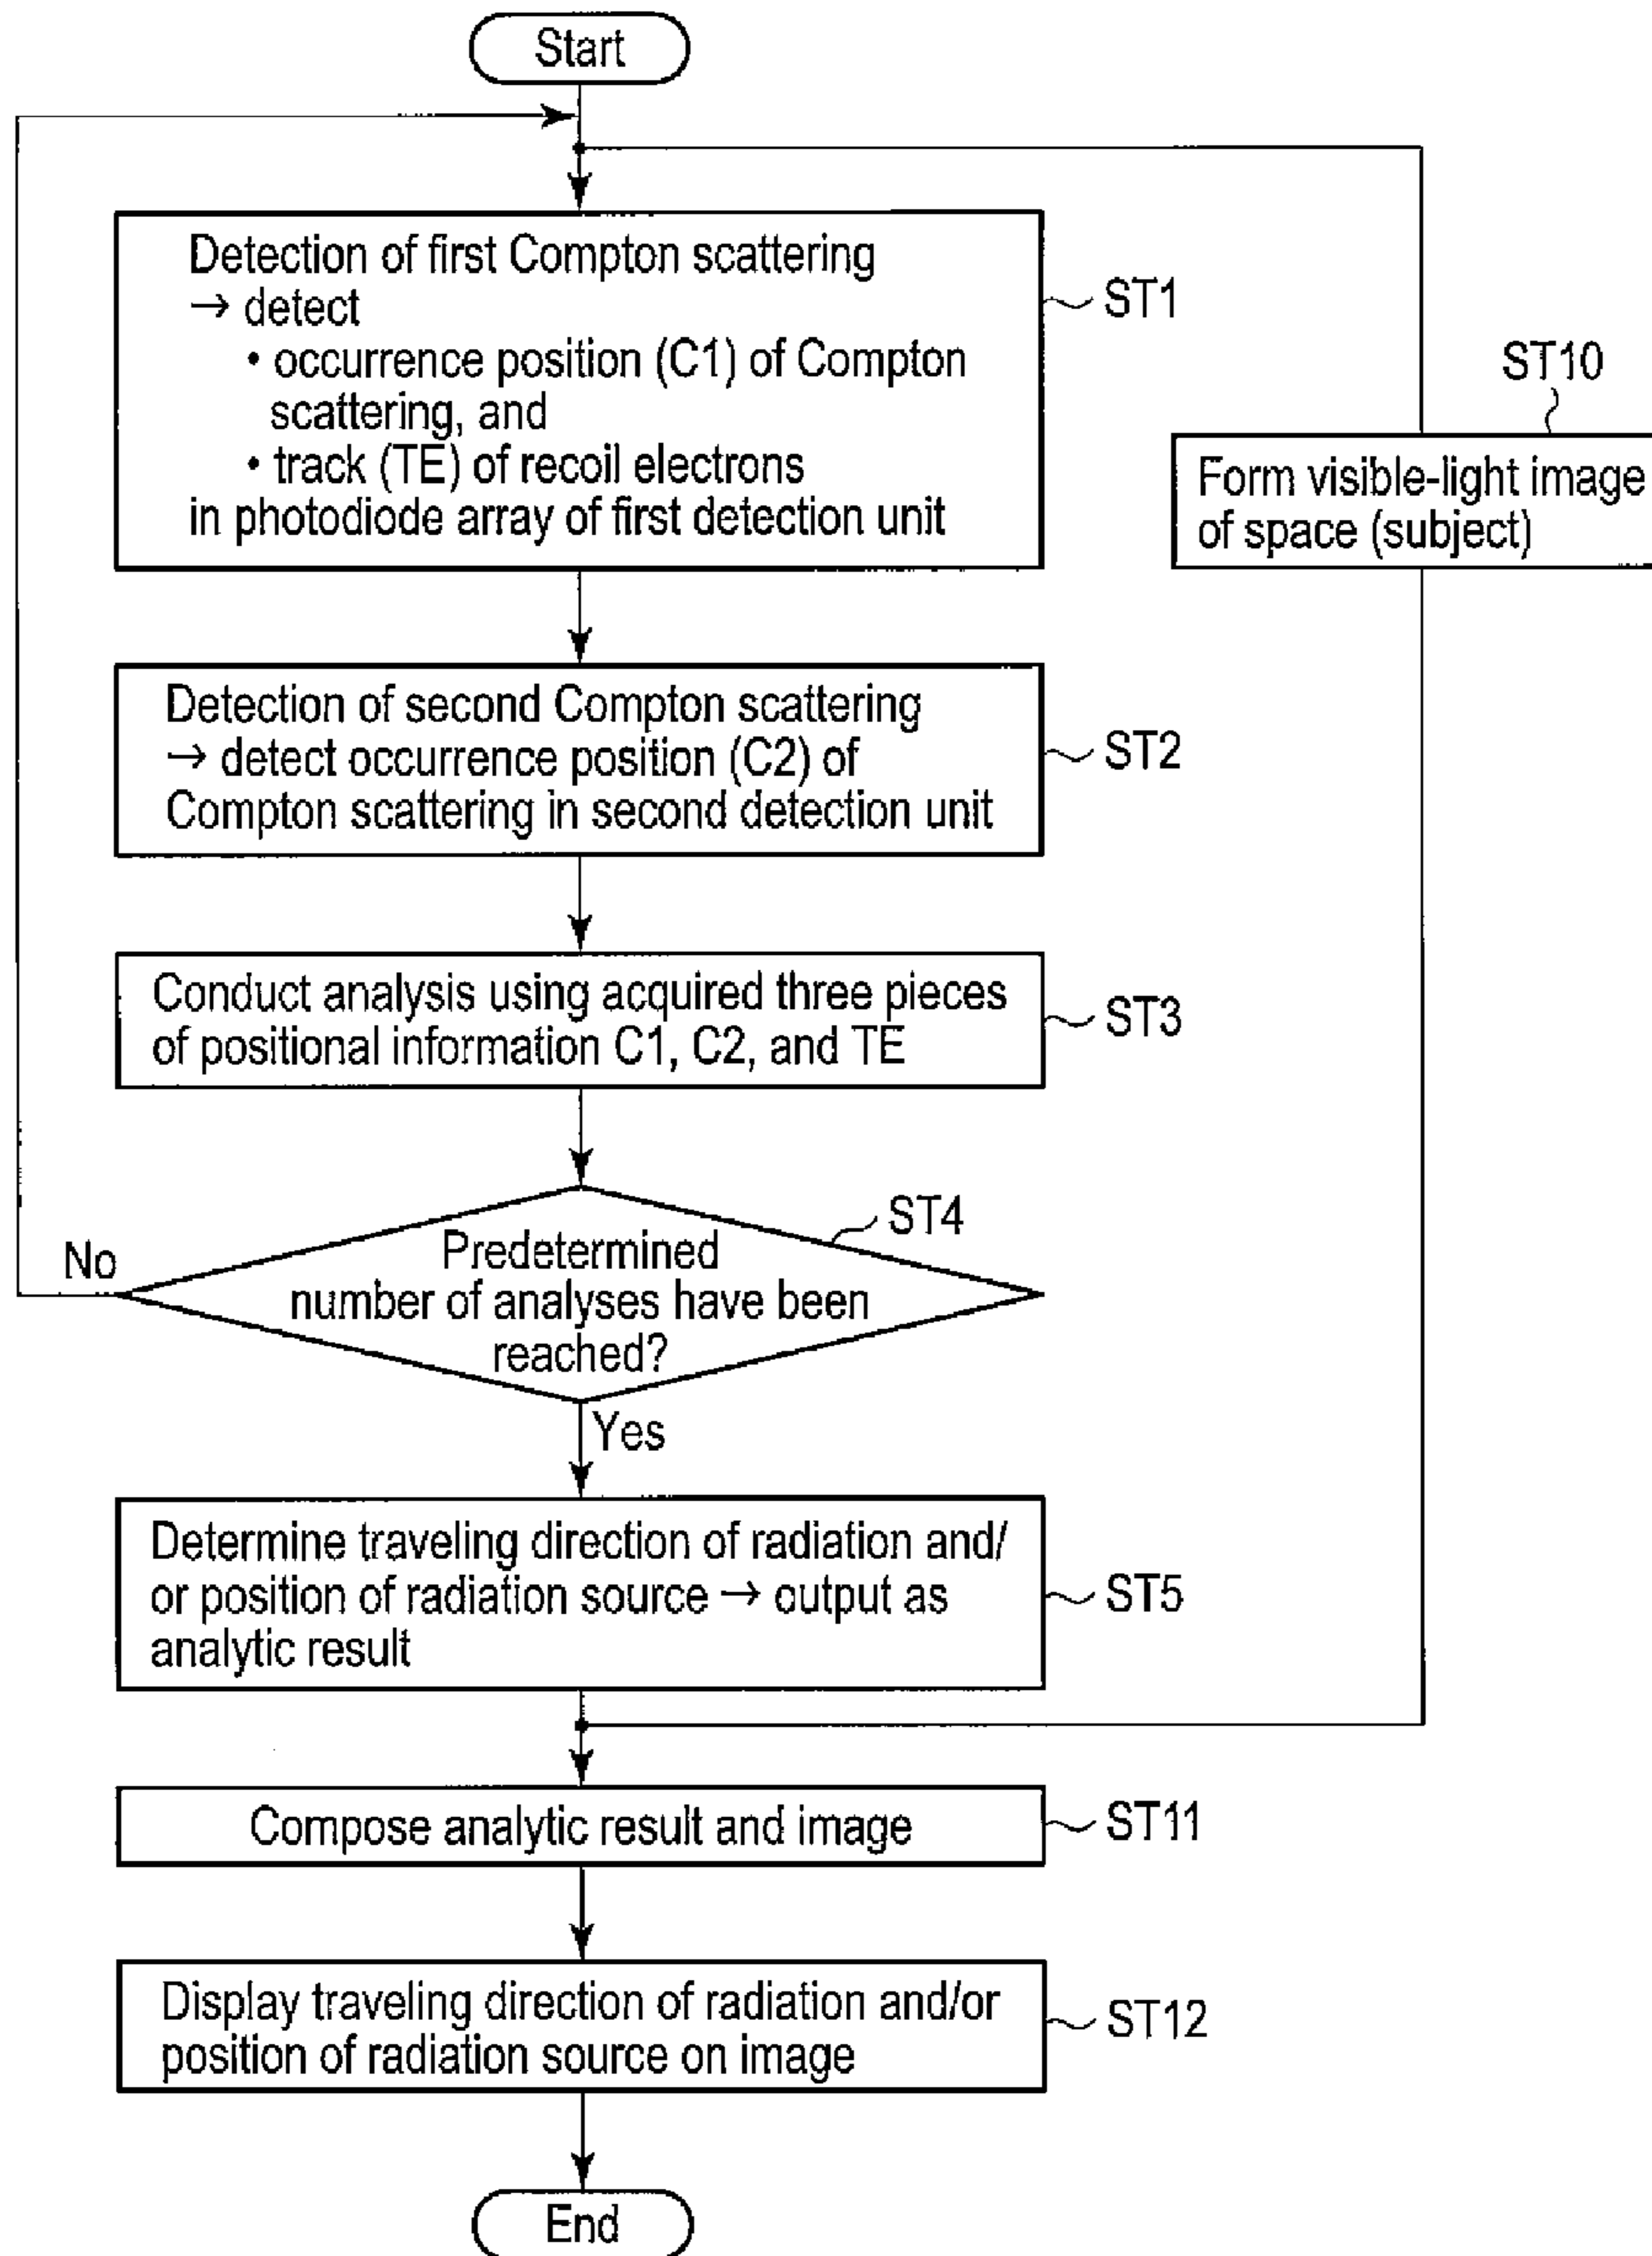 Start
Detection of first Compton scattering
→ detect
• occurrence position (C1) of Compton
scattering, and
• track (TE) of recoil electrons
in photodiode array of first detection unit
ST1
ST10
Form visible-light image
of space (subject)
Detection of second Compton scattering
→ detect occurrence position (C2) of
Compton scattering in second detection unit
ST2
Conduct analysis using acquired three pieces
of positional information C1, C2, and TE
ST3
ST4
Predetermined
number of analyses have been
reached?
No
Yes
Determine traveling direction of radiation and/
or position of radiation source → output as
analytic result
ST5
Compose analytic result and image
ST11
Display traveling direction of radiation and/or
position of radiation source on image
ST12
End